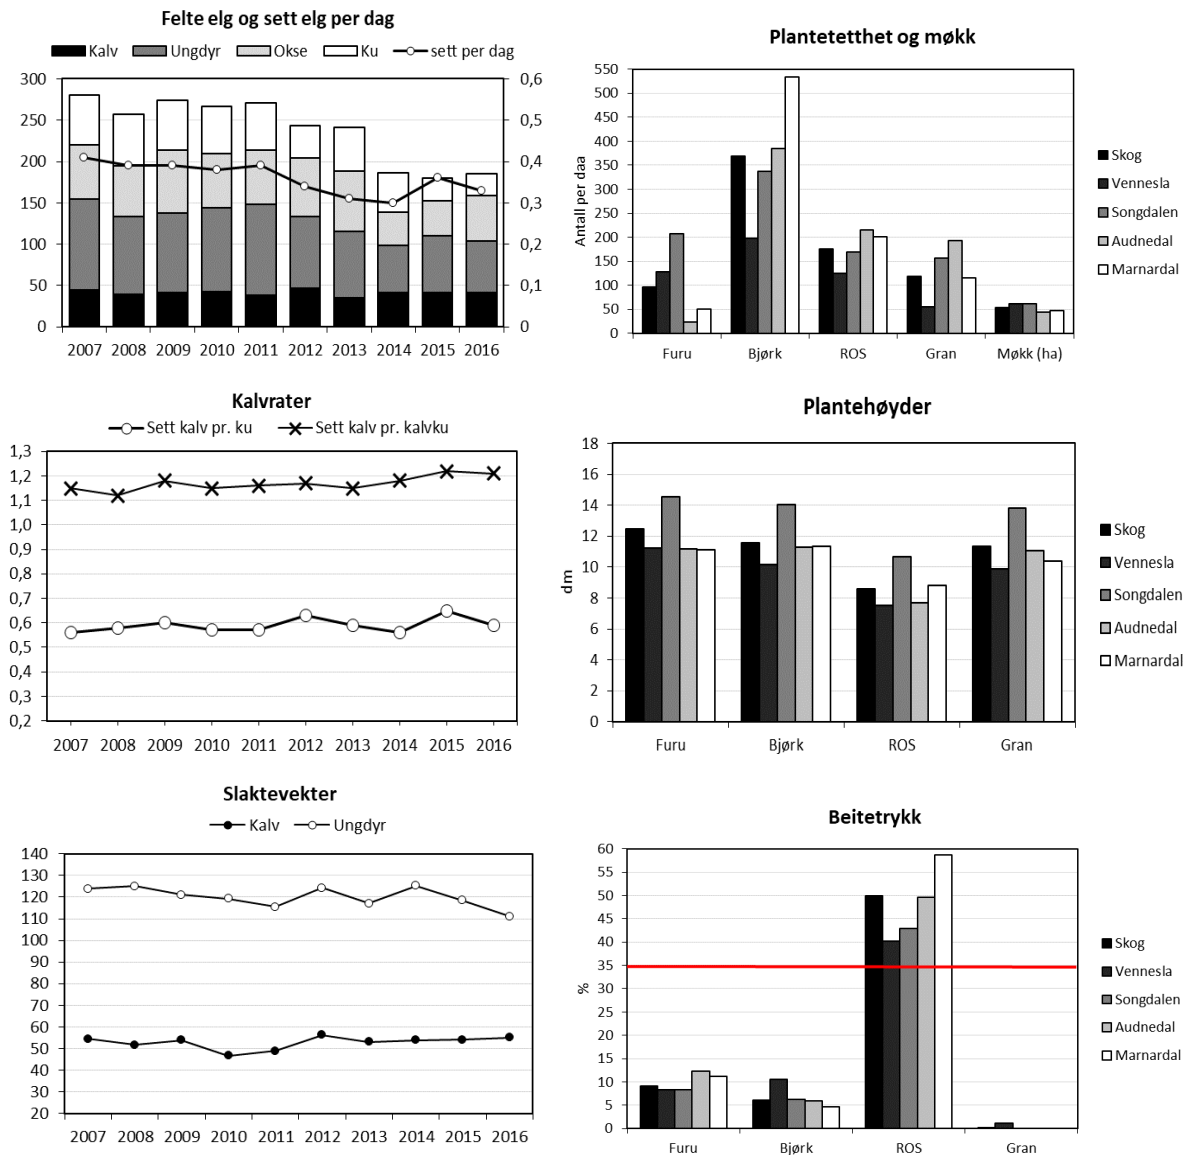 Felte elg og sett elg per dag
Kalv Ungdyr Okse Ku sett per dag
300
250
200
150
100
50
0
0,6
0,5
0,4
0,3
0,2
0,1
0
2007 2008 2009 2010 2011 2012 2013 2014 2015 2016
Plantetetthet og møkk
Antall per daa
550
500
450
400
350
300
250
200
150
100
50
0
Furu Bjørk ROS Gran Møkk (ha)
Skog
Vennesla
Songdalen
Audnedal
Marnardal
Kalvrater
Sett kalv pr. ku Sett kalv pr. kalvku
1,3
1,2
1,1
1,0
0,9
0,8
0,7
0,6
0,5
0,4
0,3
0,2
2007 2008 2009 2010 2011 2012 2013 2014 2015 2016
Plantehøyder
dm
18
16
14
12
10
8
6
4
2
0
Furu Bjørk ROS Gran
Skog
Vennesla
Songdalen
Audnedal
Marnardal
Slaktevekter
Kalv Ungdyr
140
130
120
110
100
90
80
70
60
50
40
30
20
2007 2008 2009 2010 2011 2012 2013 2014 2015 2016
Beitetrykk
%
60
55
50
45
40
35
30
25
20
15
10
5
0
Furu Bjørk ROS Gran
Skog
Vennesla
Songdalen
Audnedal
Marnardal